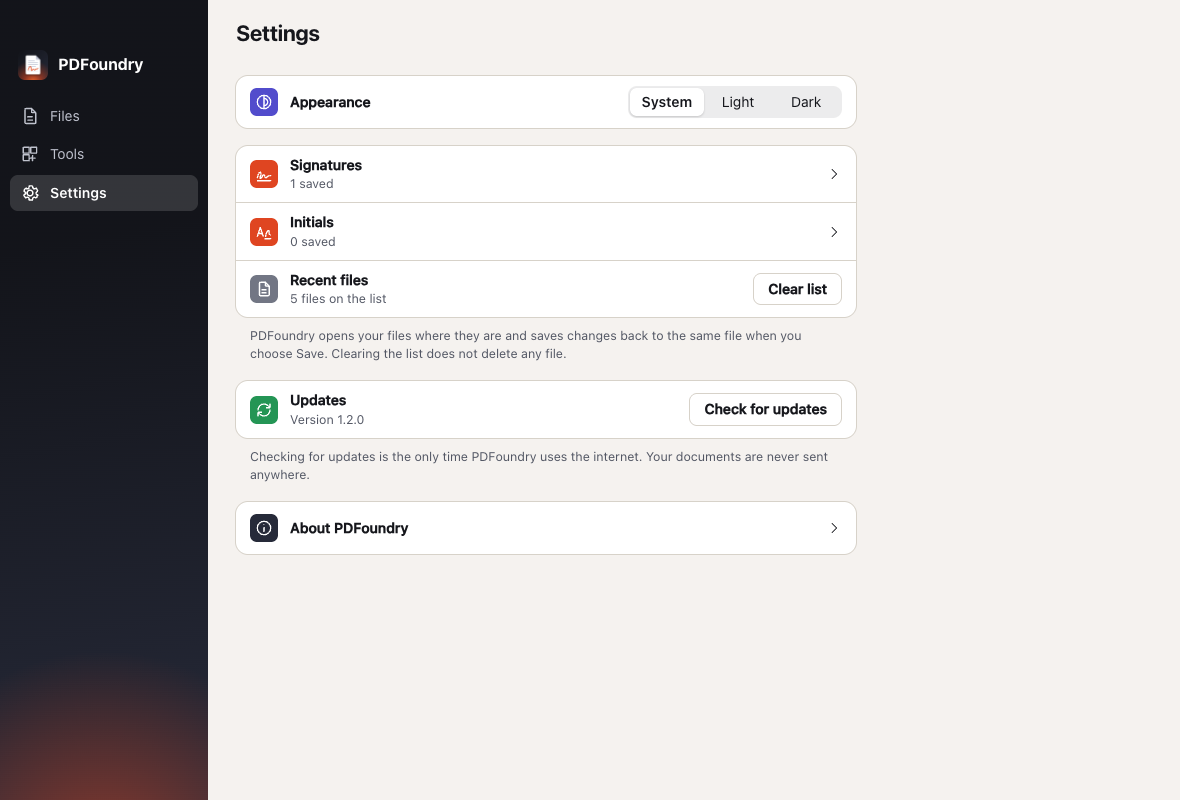 PDFoundry
Files
Tools
Settings
Settings
Appearance
System Light Dark
Signatures
1 saved
Initials
0 saved
Recent files
5 files on the list
Clear list
PDFoundry opens your files where they are and saves changes back to the same file when you
choose Save. Clearing the list does not delete any file.
Updates
Version 1.2.0
Check for updates
Checking for updates is the only time PDFoundry uses the internet. Your documents are never sent
anywhere.
About PDFoundry